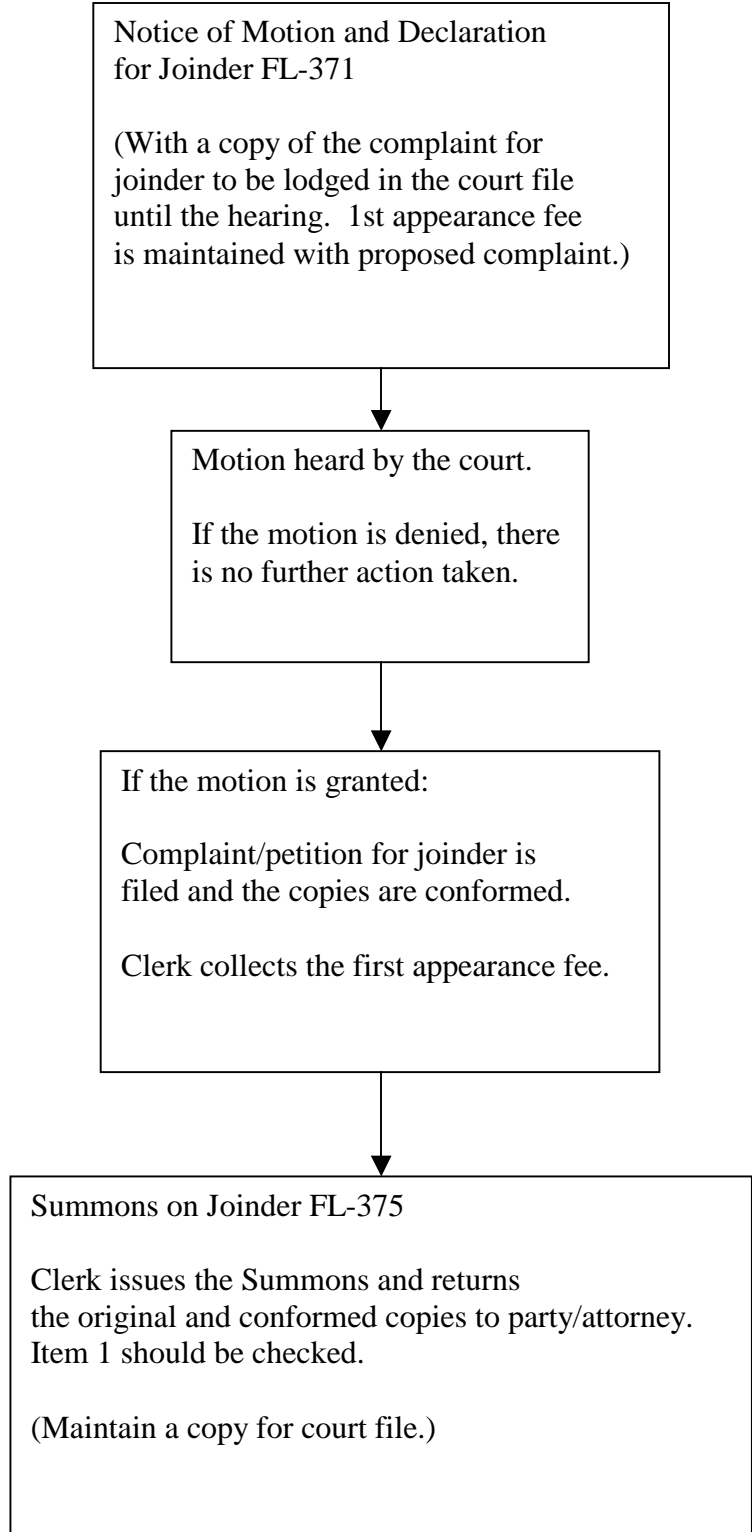 Notice of Motion and Declaration
for Joinder FL-371
(With a copy of the complaint for
joinder to be lodged in the court file
until the hearing.  1st appearance fee
is maintained with proposed complaint.)
Motion heard by the court.
If the motion is denied, there
is no further action taken.
If the motion is granted:
Complaint/petition for joinder is
filed and the copies are conformed.
Clerk collects the first appearance fee.
Summons on Joinder FL-375
Clerk issues the Summons and returns
the original and conformed copies to party/attorney.
Item 1 should be checked.
(Maintain a copy for court file.)